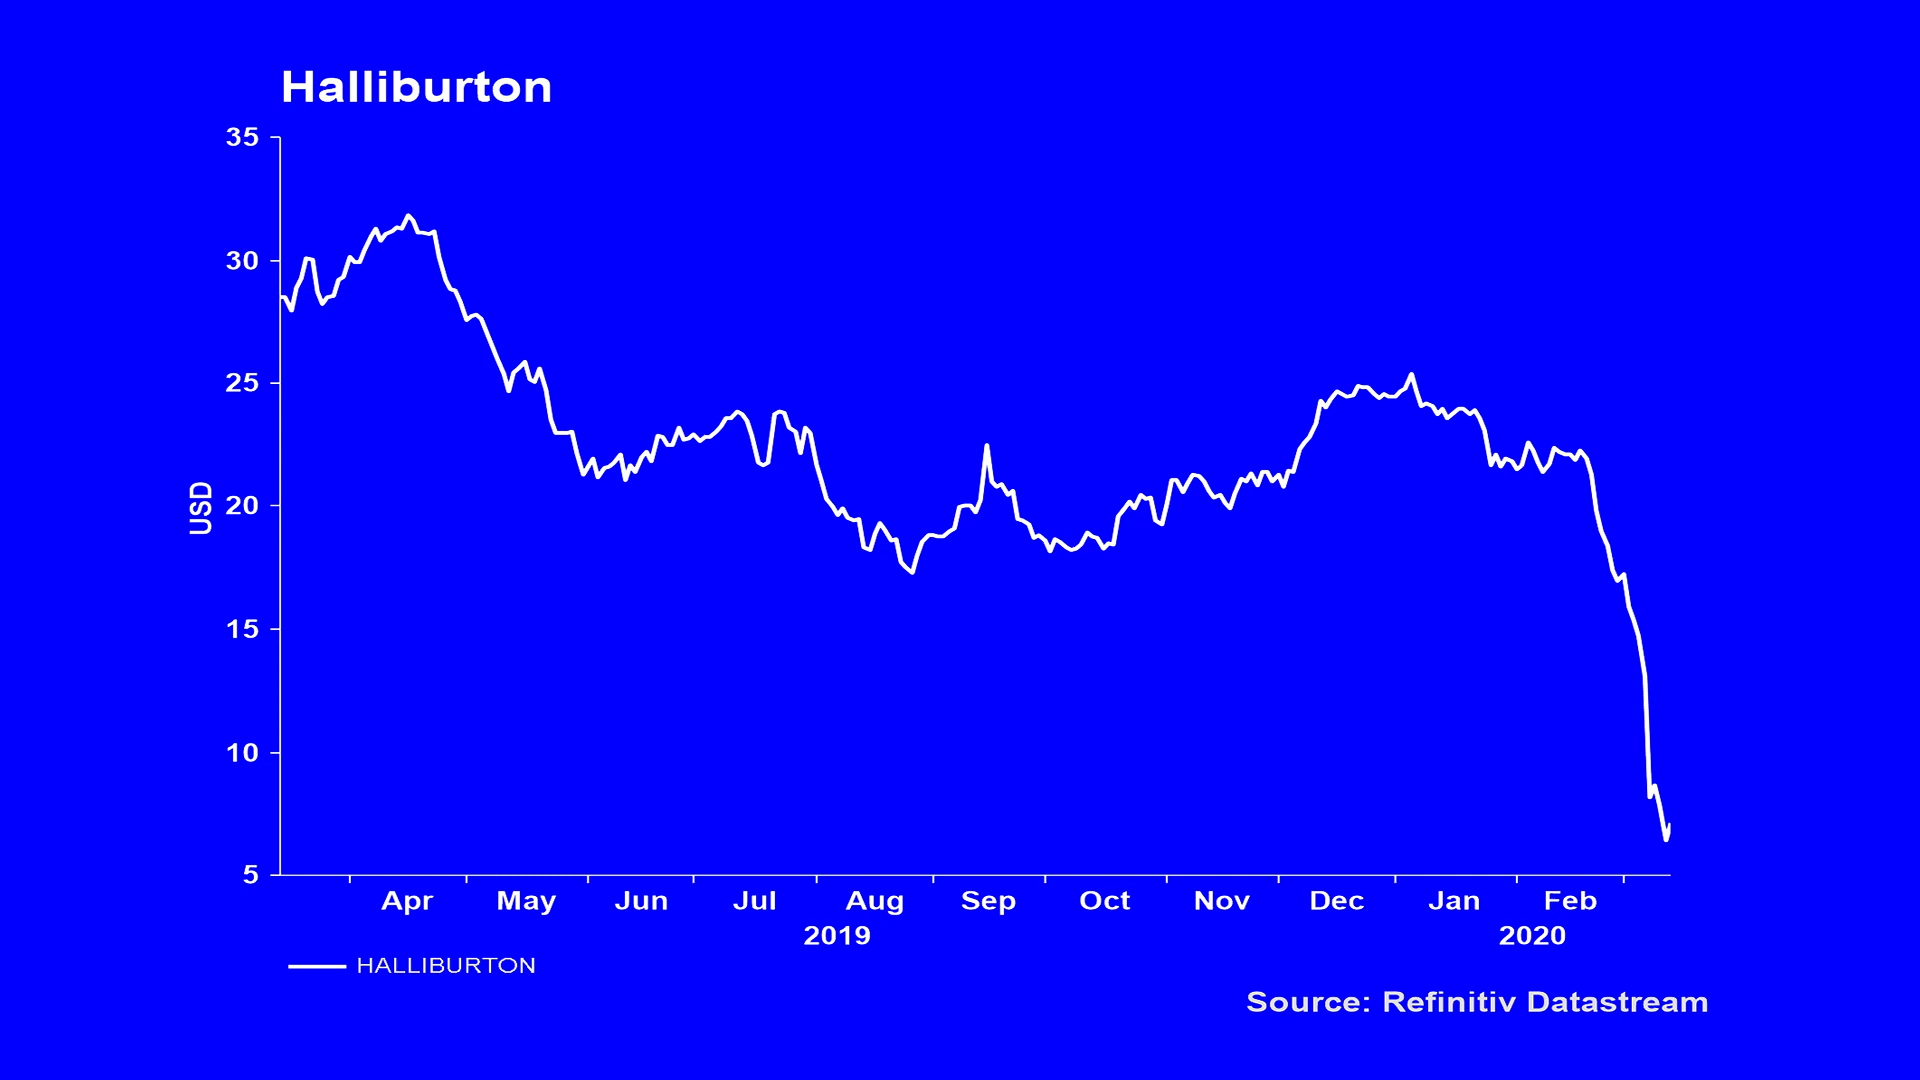 Halliburton
35
30
25
20
15
10
5
USD
Apr May Jun Jul Aug Sep Oct Nov Dec Jan Feb
2019 2020
HALLIBURTON
Source: Refinitiv Datastream